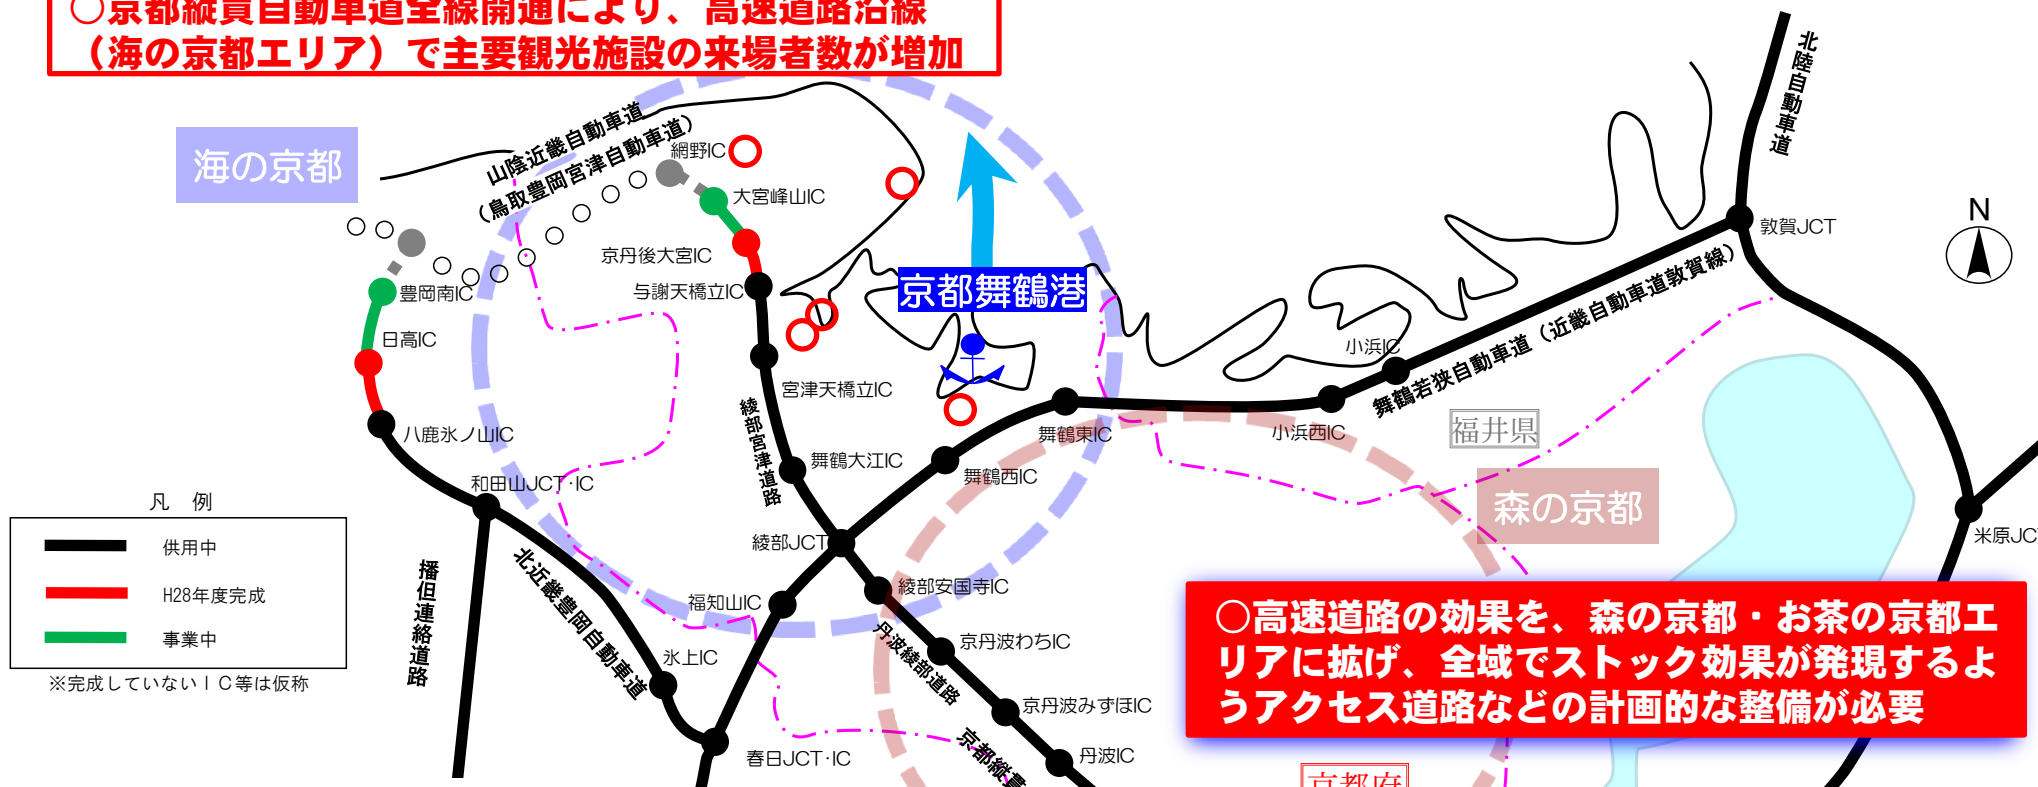 ○京都縦貫自動車道全線開通により、高速道路沿線
（海の京都エリア）で主要観光施設の来場者数が増加
北陸自動車道
海の京都
山陰近畿自動車道
（鳥取豊岡宮津自動車道）
網野IC
大宮峰山IC
京丹後大宮IC
与謝天橋立IC
京都舞鶴港
敦賀JCT
N
豊岡南IC
日高IC
宮津天橋立IC
小浜IC
舞鶴若狭自動車道（近畿自動車道敦賀線）
八鹿氷ノ山IC
綾部宮津道路
舞鶴東IC
小浜西IC
福井県
舞鶴大江IC
舞鶴西IC
和田山JCT･IC
森の京都
凡　例
供用中
H28年度完成
事業中
※完成していないＩＣ等は仮称
播但連絡道路
北近畿豊岡自動車道
綾部JCT
米原JC
福知山IC
綾部安国寺IC
氷上IC
丹波綾部道路
京丹波わちIC
京丹波みずほIC
春日JCT･IC
京都縦貫
丹波IC
○高速道路の効果を、森の京都・お茶の京都エ
リアに拡げ、全域でストック効果が発現するよ
うアクセス道路などの計画的な整備が必要
京都府